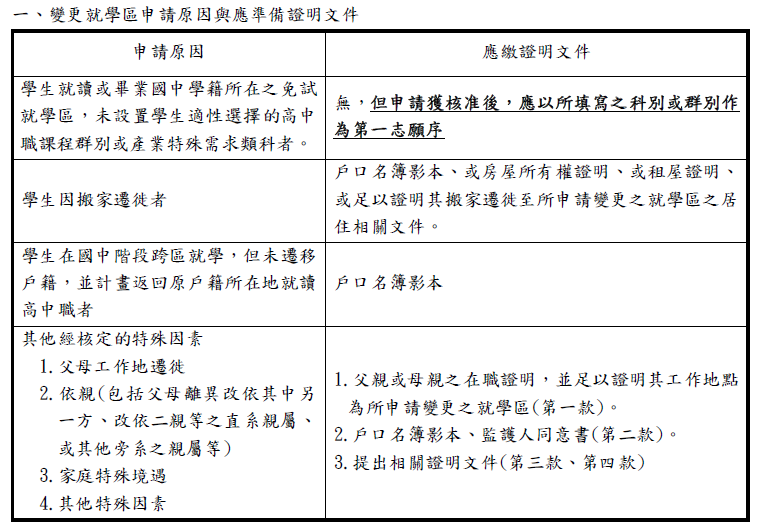 一、變更就學區申請原因與應準備證明文件
申請原因
應繳證明文件
學生就讀或畢業國中學籍所在之免試
就學區，未設置學生適性選擇的高中
職課程群別或產業特殊需求類科者。
無，但申請獲核准後，應以所填寫之科別或群別作
為第一志願序
學生因搬家遷徙者
戶口名簿影本、或房屋所有權證明、或租屋證明、
或足以證明其搬家遷徙至所申請變更之就學區之居
住相關文件。
學生在國中階段跨區就學，但未遷移
戶籍，並計畫返回原戶籍所在地就讀
高中職者
戶口名簿影本
其他經核定的特殊因素
1.父母工作地遷徙
2.依親(包括父母離異改依其中另
一方、改依二親等之直系親屬、
或其他旁系之親屬等)
3.家庭特殊境遇
4.其他特殊因素
1.父親或母親之在職證明，並足以證明其工作地點
為所申請變更之就學區(第一款)。
2.戶口名簿影本、監護人同意書(第二款)。
3.提出相關證明文件(第三款、第四款)